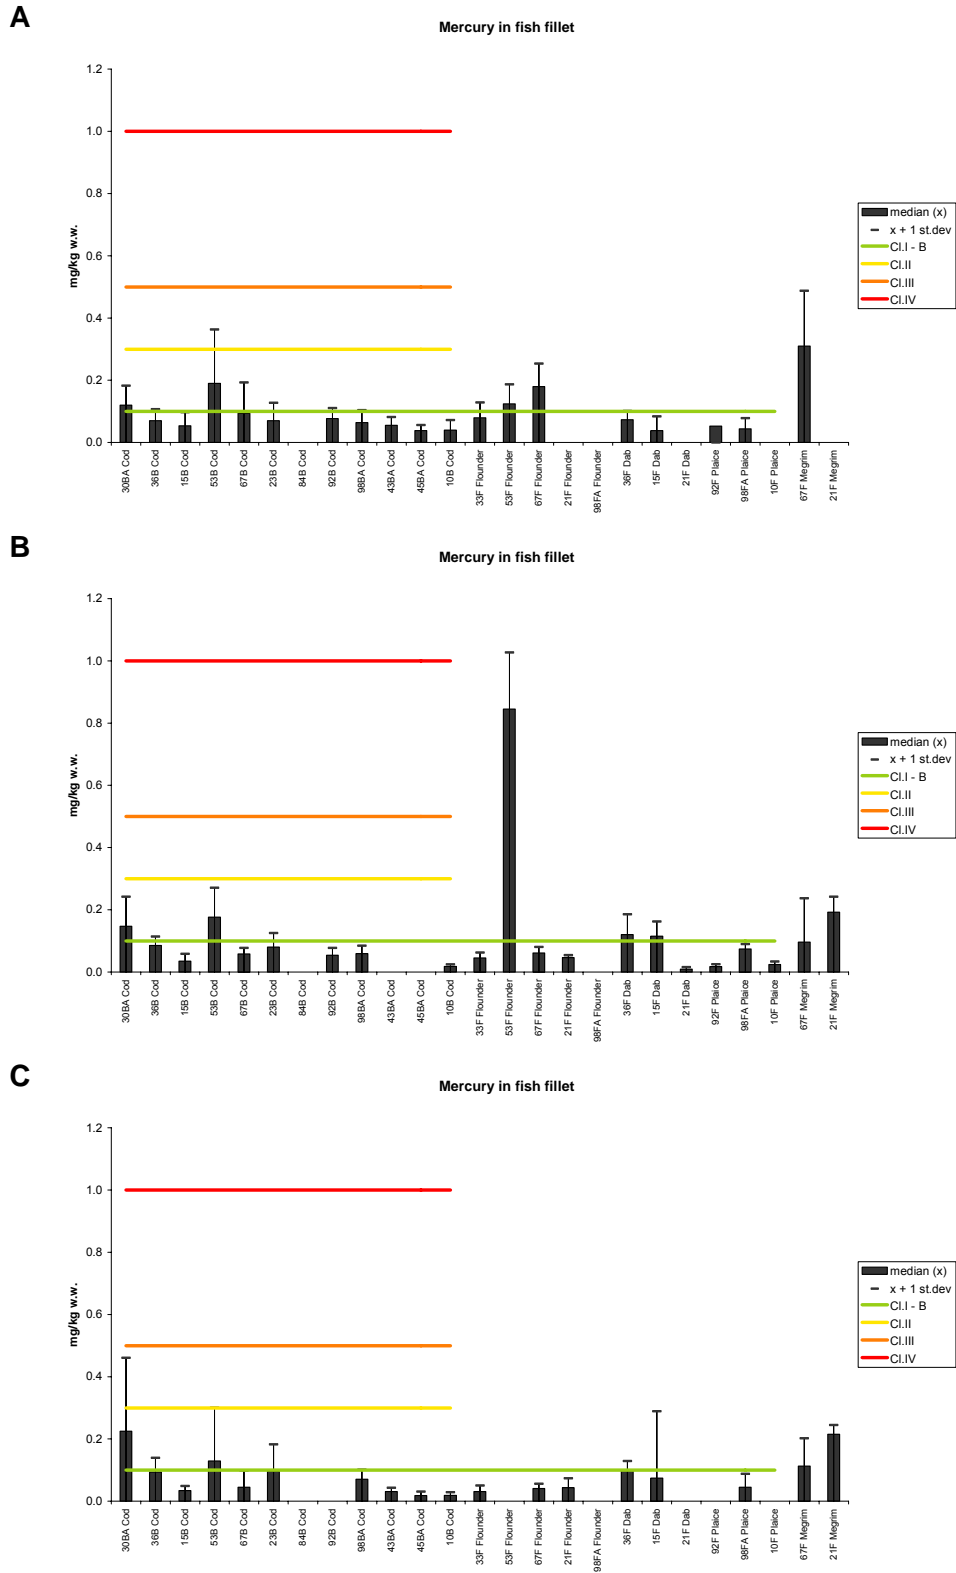 A
Mercury in fish fillet
1.2
1.0
0.8
0.6
0.4
0.2
0.0
mg/kg w.w.
30BA Cod
36B Cod
15B Cod
53B Cod
67B Cod
23B Cod
84B Cod
92B Cod
98BA Cod
43BA Cod
45BA Cod
10B Cod
33F Flounder
53F Flounder
67F Flounder
21F Flounder
98FA Flounder
36F Dab
15F Dab
21F Dab
92F Plaice
98FA Plaice
10F Plaice
67F Megrim
21F Megrim
median (x)
x + 1 st.dev
Cl.I - B
Cl.II
Cl.III
Cl.IV
B
Mercury in fish fillet
1.2
1.0
0.8
0.6
0.4
0.2
0.0
mg/kg w.w.
30BA Cod
36B Cod
15B Cod
53B Cod
67B Cod
23B Cod
84B Cod
92B Cod
98BA Cod
43BA Cod
45BA Cod
10B Cod
33F Flounder
53F Flounder
67F Flounder
21F Flounder
98FA Flounder
36F Dab
15F Dab
21F Dab
92F Plaice
98FA Plaice
10F Plaice
67F Megrim
21F Megrim
median (x)
x + 1 st.dev
Cl.I - B
Cl.II
Cl.III
Cl.IV
C
Mercury in fish fillet
1.2
1.0
0.8
0.6
0.4
0.2
0.0
mg/kg w.w.
30BA Cod
36B Cod
15B Cod
53B Cod
67B Cod
23B Cod
84B Cod
92B Cod
98BA Cod
43BA Cod
45BA Cod
10B Cod
33F Flounder
53F Flounder
67F Flounder
21F Flounder
98FA Flounder
36F Dab
15F Dab
21F Dab
92F Plaice
98FA Plaice
10F Plaice
67F Megrim
21F Megrim
median (x)
x + 1 st.dev
Cl.I - B
Cl.II
Cl.III
Cl.IV